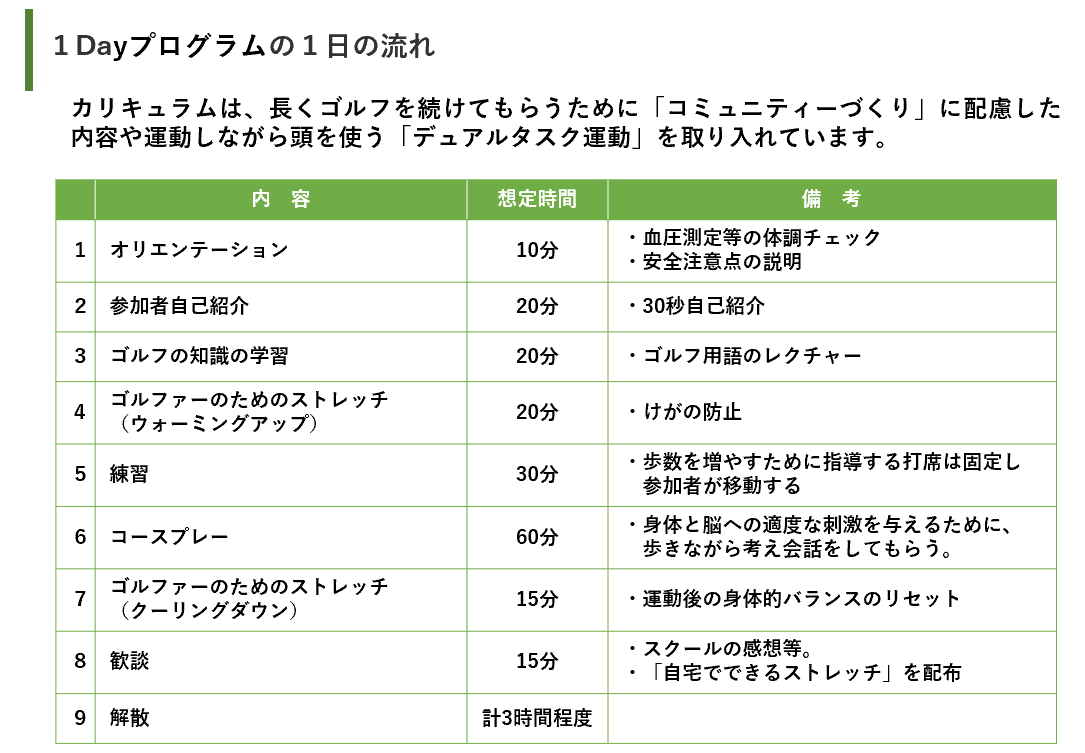 1 Dayプログラムの1日の流れ
カリキュラムは、長くゴルフを続けてもらうために「コミュニティーづくり」に配慮した
内容や運動しながら頭を使う「デュアルタスク運動」を取り入れています。
内　容 想定時間 備　考
1 オリエンテーション 10分 ・血圧測定等の体調チェック
・安全注意点の説明
2 参加者自己紹介 20分 ・30秒自己紹介
3 ゴルフの知識の学習 20分 ・ゴルフ用語のレクチャー
4 ゴルファーのためのストレッチ
（ウォーミングアップ） 20分 ・けがの防止
5 練習 30分 ・歩数を増やすために指導する打席は固定し
参加者が移動する
6 コースプレー 60分 ・身体と脳への適度な刺激を与えるために、
歩きながら考え会話をしてもらう。
7 ゴルファーのためのストレッチ
（クーリングダウン） 15分 ・運動後の身体的バランスのリセット
8 歓談 15分 ・スクールの感想等。
・「自宅でできるストレッチ」を配布
9 解散 計3時間程度